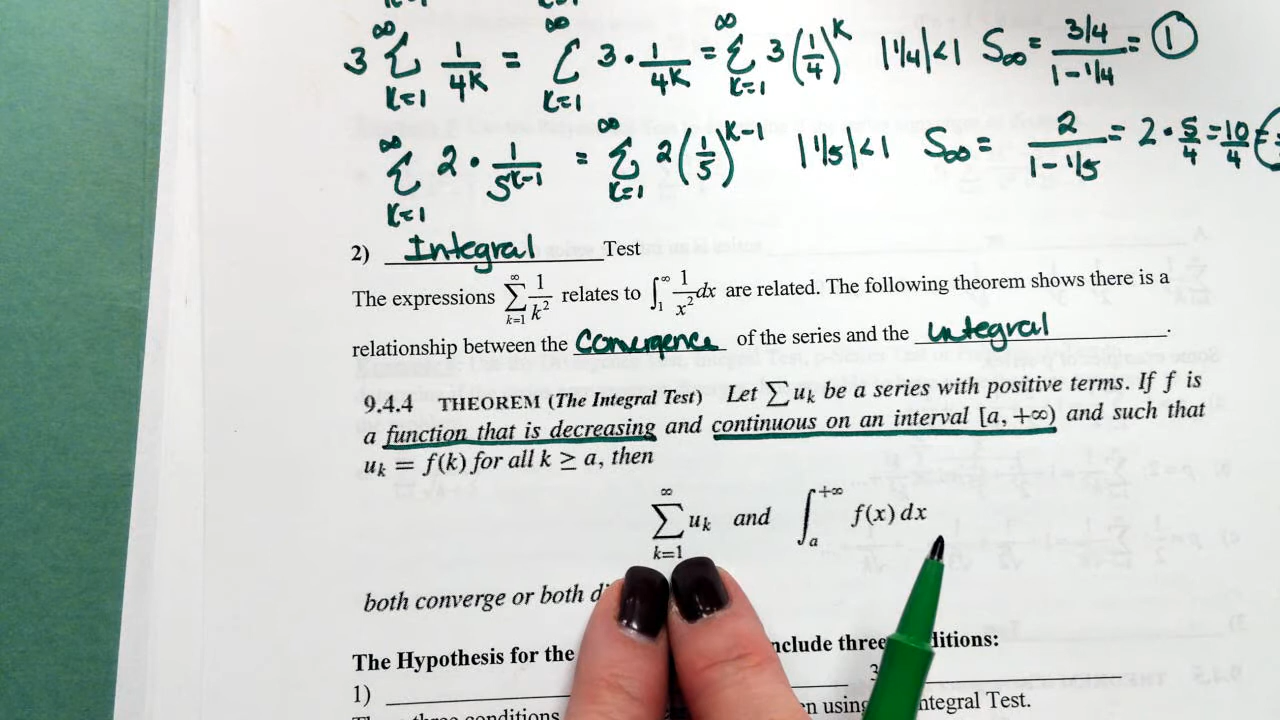 3 ∞ Σ k=1 1/4^k = ∞ Σ k=1 3 · 1/4^k = ∞ Σ k=1 3(1/4)^k |1/4|<1 S∞ = 3/4 / 1-1/4 = 1
∞ Σ k=1 2 · 1/5^(k-1) = ∞ Σ k=1 2(1/5)^(k-1) |1/5|<1 S∞ = 2 / 1-1/5 = 2 · 5/4 = 10/4 =
2) Integral Test
The expressions ∞ Σ k=1 1/k² relates to ∫₁^∞ 1/x² dx are related. The following theorem shows there is a
relationship between the Convergence of the series and the integral.
9.4.4 THEOREM (The Integral Test) Let Σ u_k be a series with positive terms. If f is
a function that is decreasing and continuous on an interval [a, +∞) and such that
u_k = f(k) for all k ≥ a, then
∞ Σ k=1 u_k and ∫_a^+∞ f(x) dx
both converge or both
The Hypothesis for the include three conditions:
1) 3
using Integral Test.